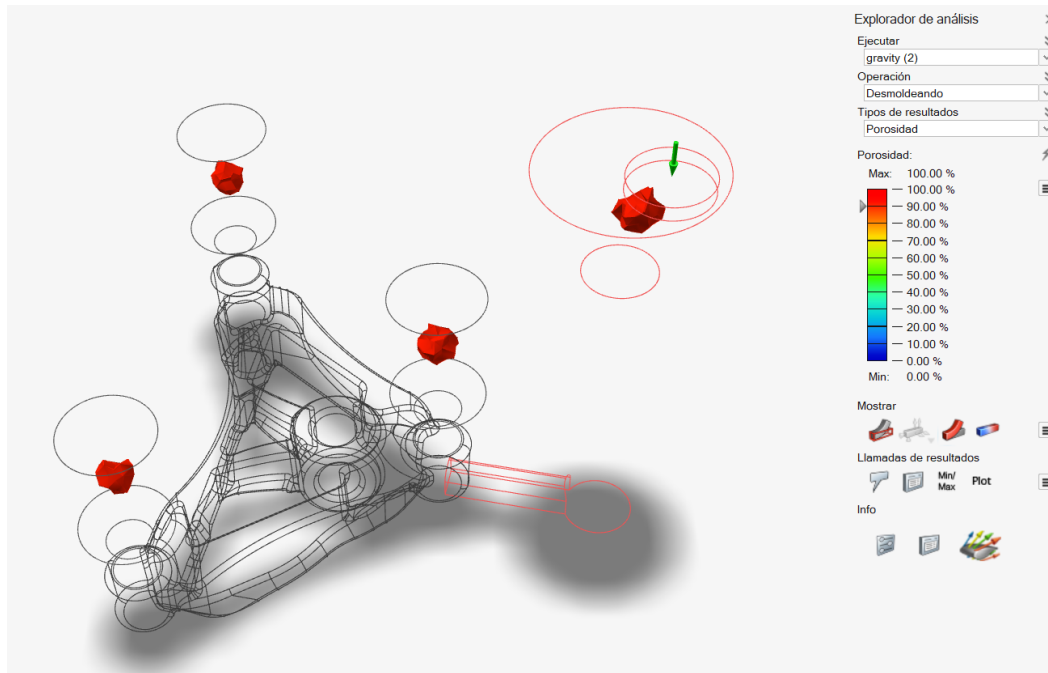 Explorador de análisis
Ejecutar
gravity (2)
Operación
Desmoldeando
Tipos de resultados
Porosidad
Porosidad:
Max: 100.00 %
100.00 %
90.00 %
80.00 %
70.00 %
60.00 %
50.00 %
40.00 %
30.00 %
20.00 %
10.00 %
0.00 %
Min: 0.00 %
Mostrar
Llamadas de resultados
Min/
Max
Plot
Info